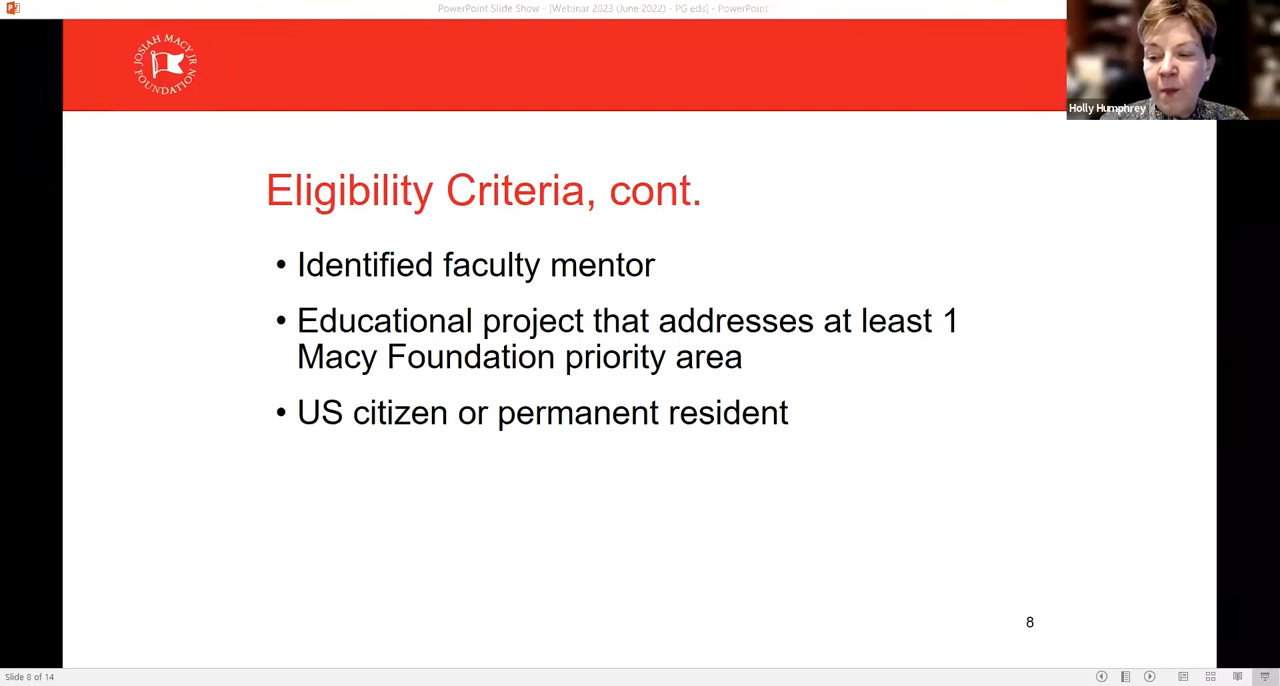 PowerPoint Slide Show - [Webinar 2023 (June 2022) - PG eds] - PowerPoint
JOSIAH MACY JR
FOUNDATION
Holly Humphrey
Eligibility Criteria, cont.
• Identified faculty mentor
• Educational project that addresses at least 1
Macy Foundation priority area
• US citizen or permanent resident
8
Slide 8 of 14